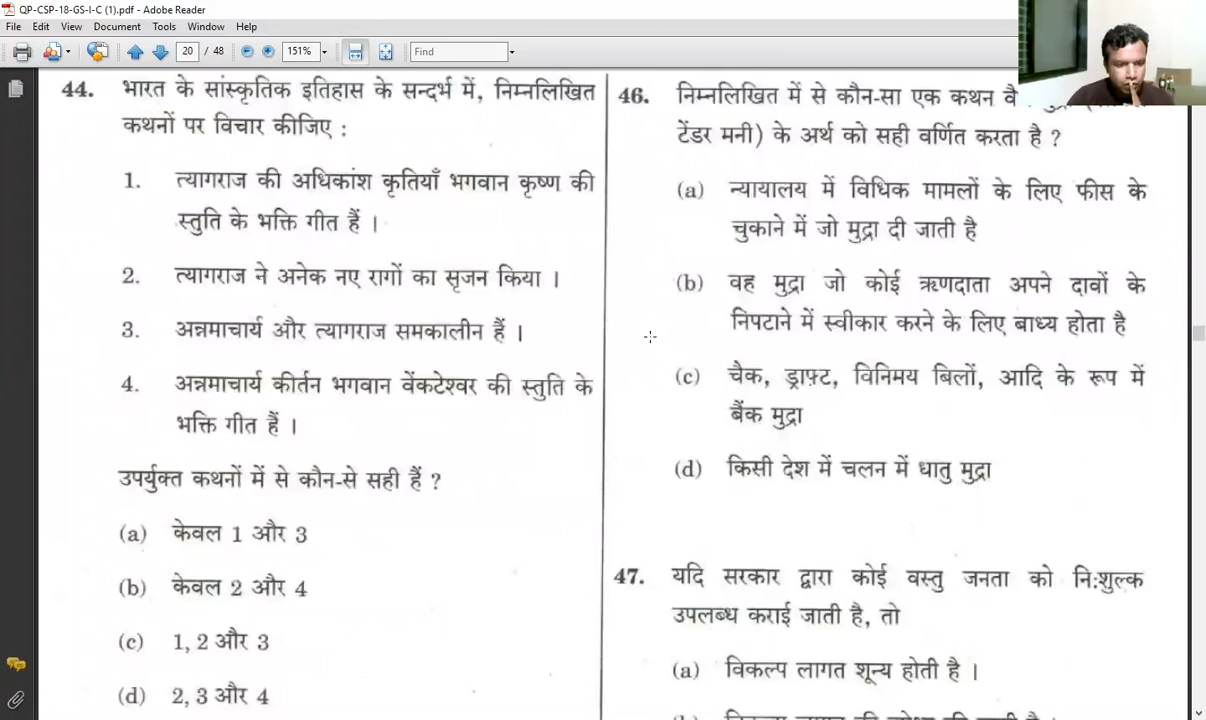 QP-CSP-18-GS-I-C (1).pdf - Adobe Reader
File Edit View Document Tools Window Help
20 / 48 151% Find
44. भारत के सांस्कृतिक इतिहास के सन्दर्भ में, निम्नलिखित
कथनों पर विचार कीजिए :
1. त्यागराज की अधिकांश कृतियाँ भगवान कृष्ण की
स्तुति के भक्ति गीत हैं ।
2. त्यागराज ने अनेक नए रागों का सृजन किया ।
3. अन्नमाचार्य और त्यागराज समकालीन हैं ।
4. अन्नमाचार्य कीर्तन भगवान वेंकटेश्वर की स्तुति के
भक्ति गीत हैं ।
उपर्युक्त कथनों में से कौन-से सही हैं ?
(a) केवल 1 और 3
(b) केवल 2 और 4
(c) 1, 2 और 3
(d) 2, 3 और 4
46. निम्नलिखित में से कौन-सा एक कथन
टेंडर मनी) के अर्थ को सही वर्णित करता है ?
(a) न्यायालय में विधिक मामलों के लिए फीस के
चुकाने में जो मुद्रा दी जाती है
(b) वह मुद्रा जो कोई ऋणदाता अपने दावों के
निपटाने में स्वीकार करने के लिए बाध्य होता है
(c) चैक, ड्राफ़्ट, विनिमय बिलों, आदि के रूप में
बैंक मुद्रा
(d) किसी देश में चलन में धातु मुद्रा
47. यदि सरकार द्वारा कोई वस्तु जनता को नि:शुल्क
उपलब्ध कराई जाती है, तो
(a) विकल्प लागत शून्य होती है ।